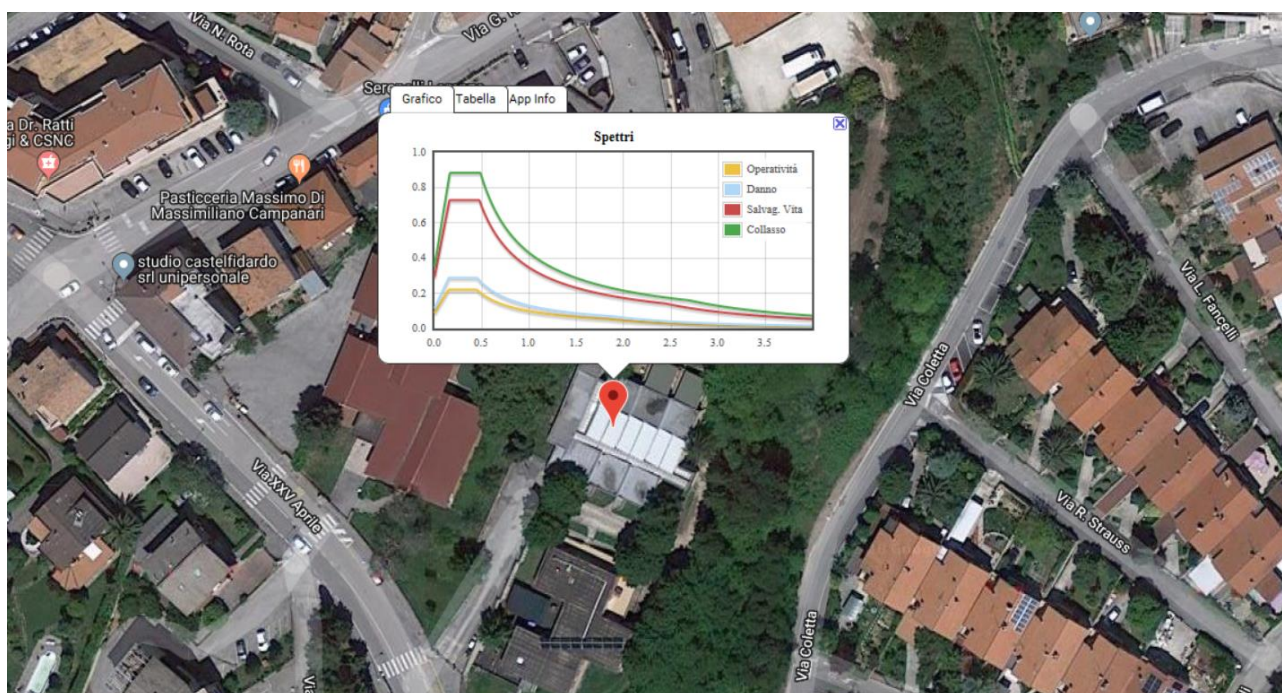 Via N. Rota
Via G.
Grafico
Tabella
App Info
a Dr. Ratti
gi & CSNC
Pasticceria Massimo Di
Massimiliano Campanari
studio castelfidardo
srl unipersonale
Spettri
1.0
0.8
0.6
0.4
0.2
0.0
0.0
0.5
1.0
1.5
2.0
2.5
3.0
3.5
Operatività
Danno
Salvag. Vita
Collasso
Via XXV Aprile
Via Coletta
Via L. Fancelli
Via R. Strauss
Via Coletta